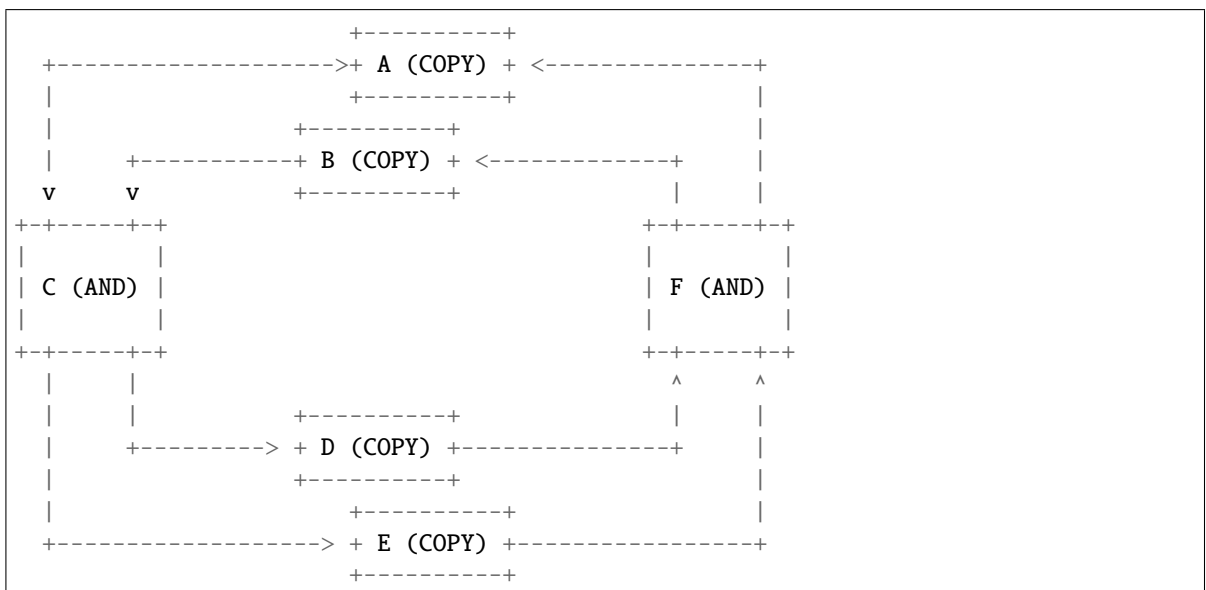 +----------+
  +-------------------->+ A (COPY) + <---------------+
  |                      +----------+                  |
  |                  +----------+                      |
  |     +-----------+ B (COPY) + <-------------+     |
  v     v            +----------+               |     |
+-+-----+-+                                   +-+-----+-+
|         |                                   |         |
| C (AND) |                                   | F (AND) |
|         |                                   |         |
+-+-----+-+                                   +-+-----+-+
  |     |                                       ^     ^
  |     |           +----------+               |     |
  |     +---------> + D (COPY) +---------------+     |
  |                 +----------+                     |
  |                     +----------+                 |
  +-------------------> + E (COPY) +-----------------+
                        +----------+